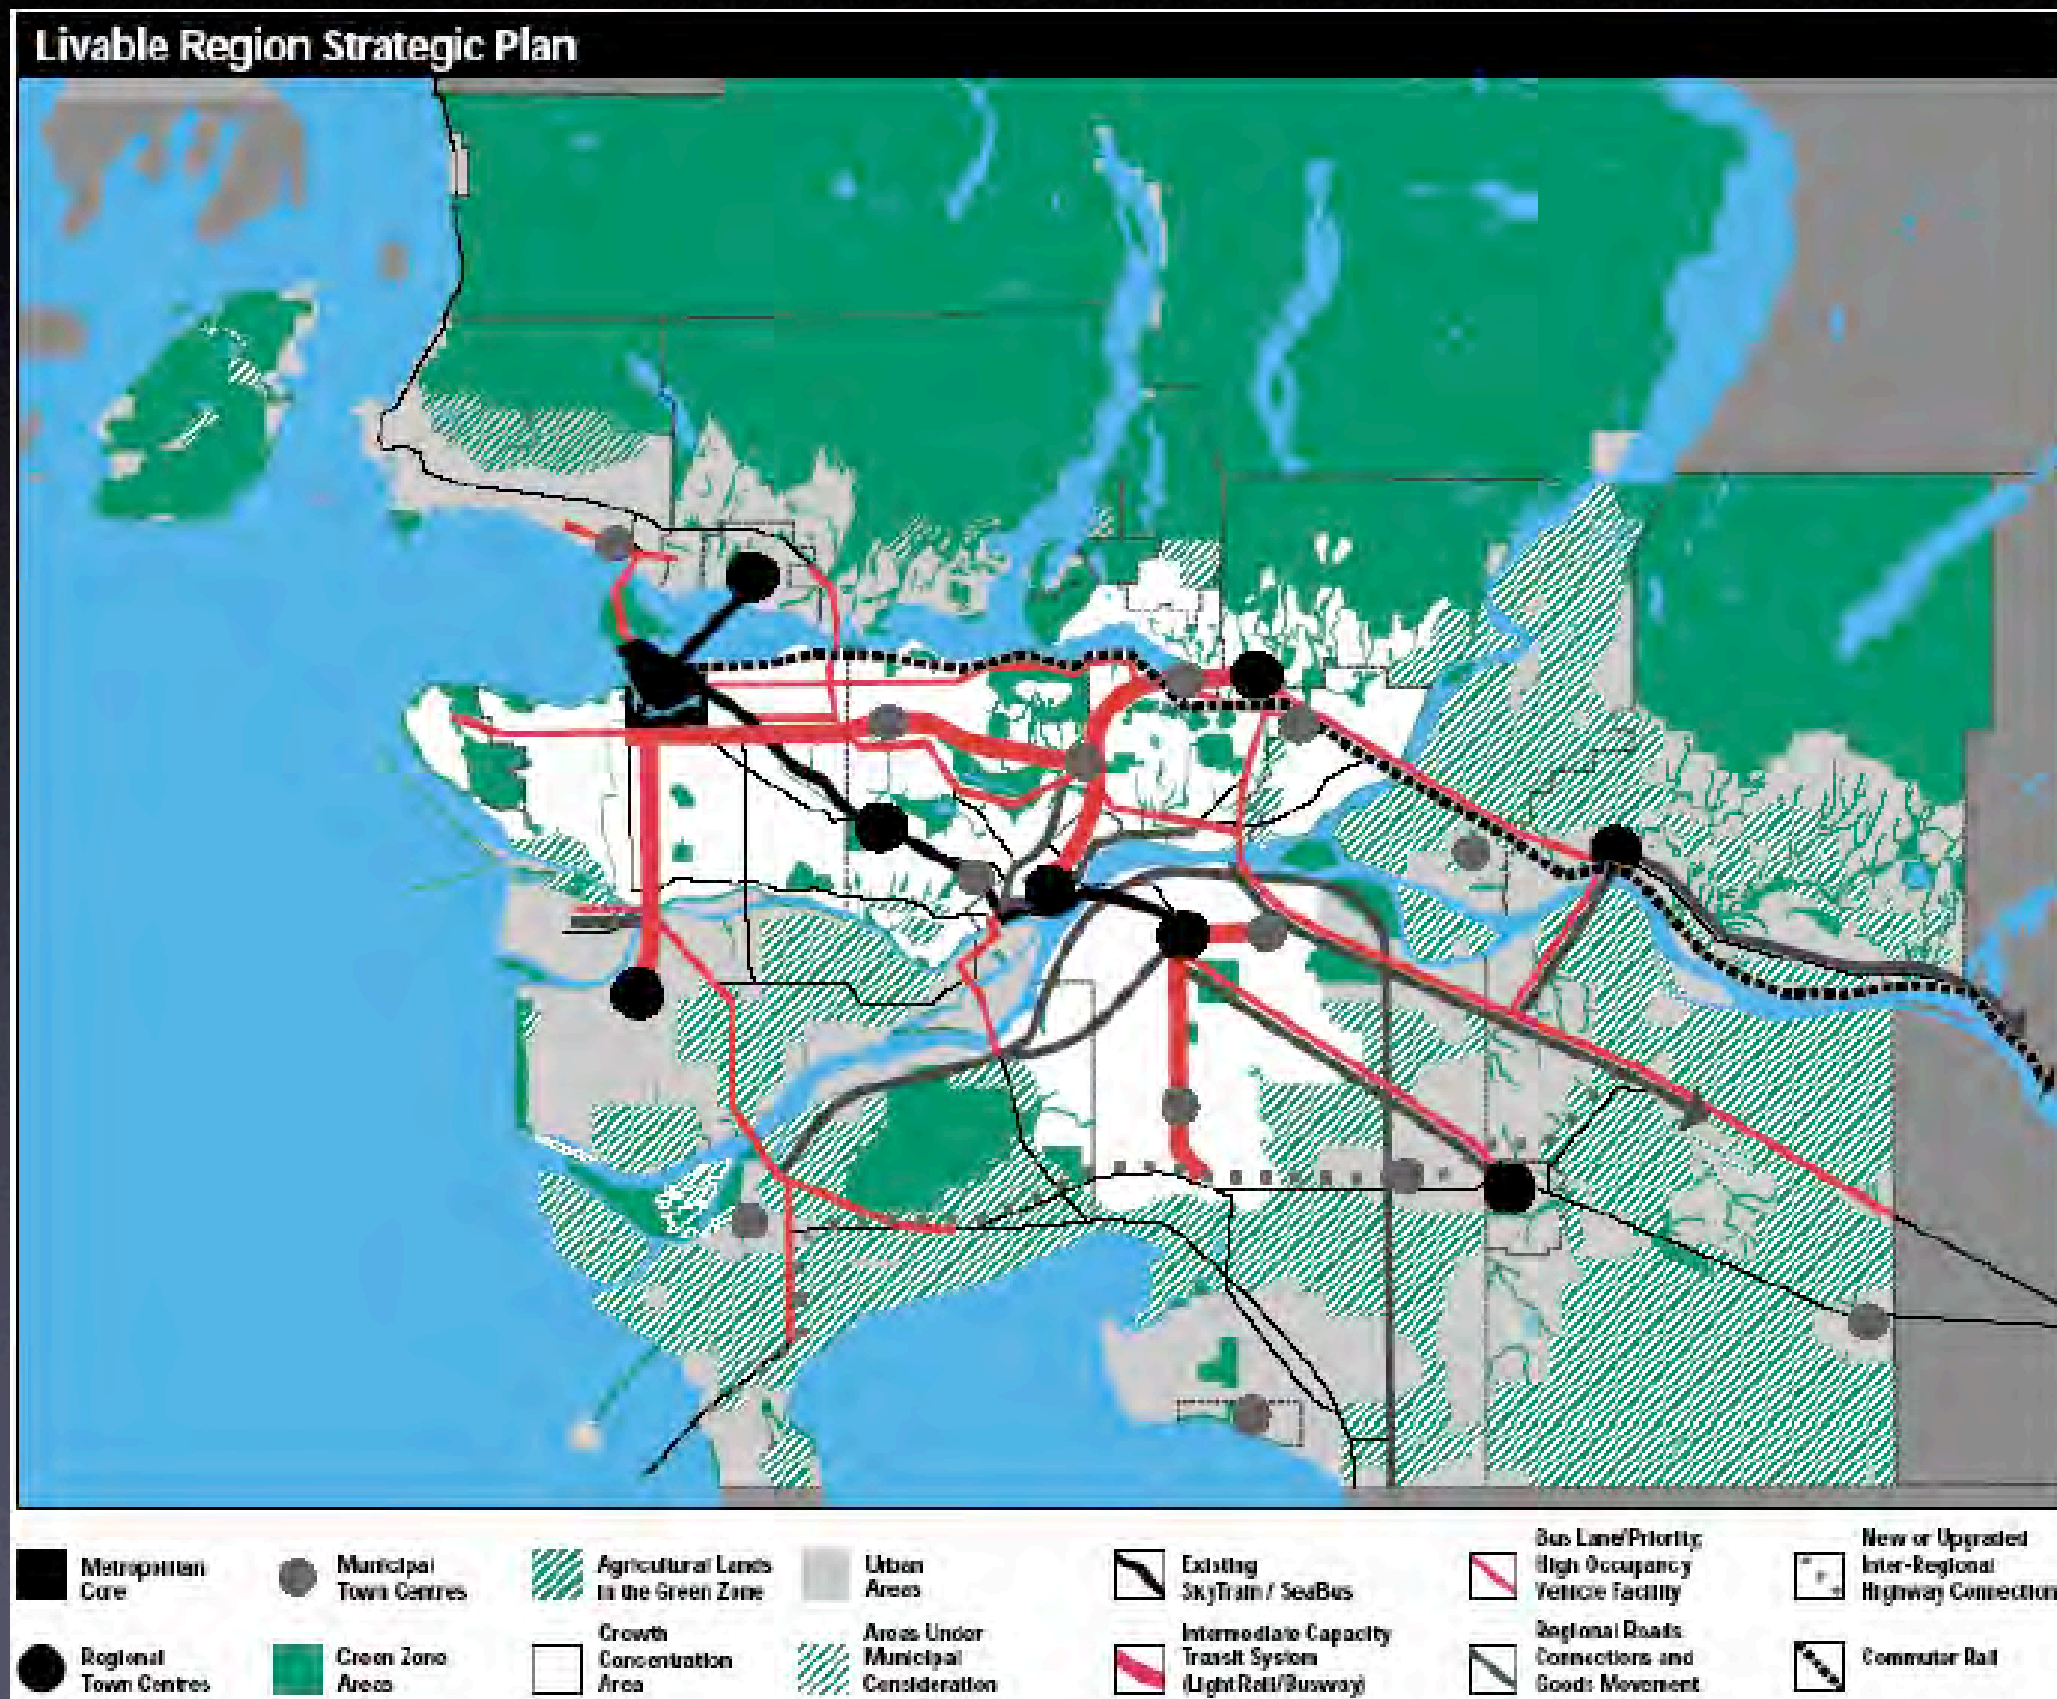 Livable Region Strategic Plan
Metropolitan
Core
Municipal
Town Centres
Agricultural Lands
in the Green Zone
Urban
Areas
Existing
SkyTrain / SeaBus
Bus Lane/Priority,
High Occupancy
Vehicle Facility
New or Upgraded
Inter-Regional
Highway Connection
Regional
Town Centres
Green Zone
Areas
Growth
Concentration
Area
Areas Under
Municipal
Consideration
Intermediate Capacity
Transit System
(Light Rail/Busway)
Regional Roads
Connections and
Goods Movement
Commuter Rail